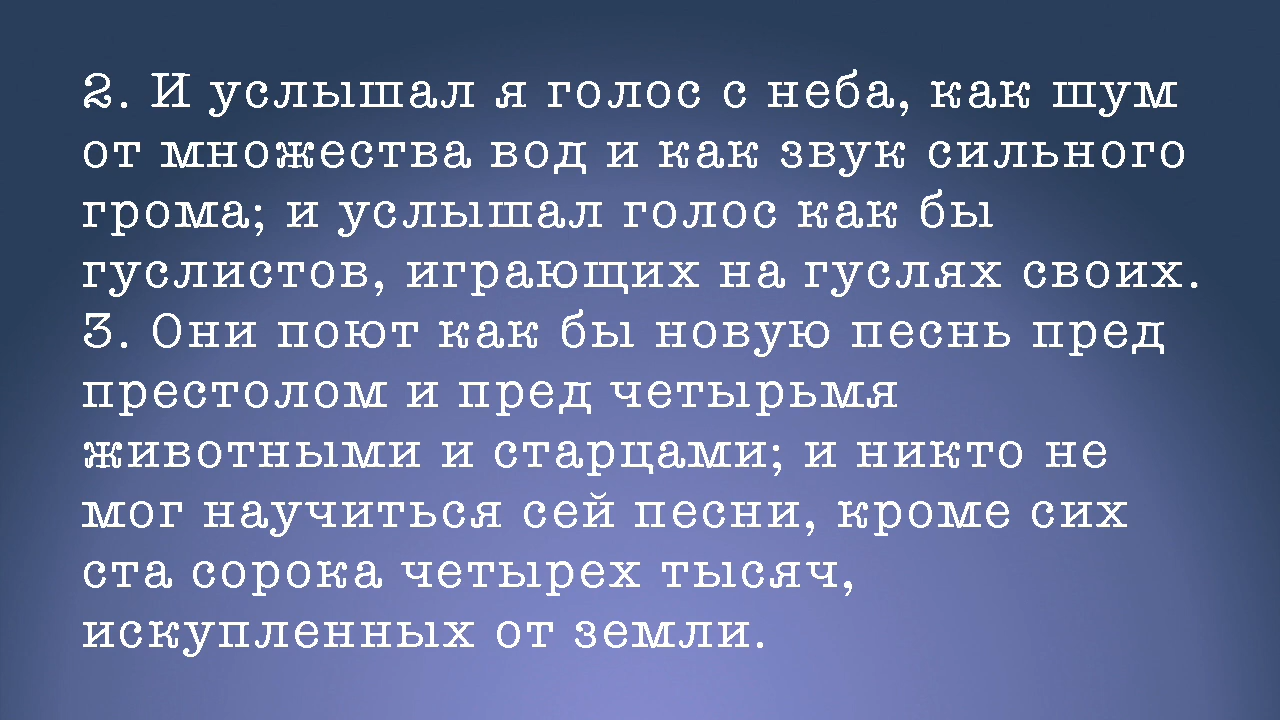 2. И услышал я голос с неба, как шум
от множества вод и как звук сильного
грома; и услышал голос как бы
гуслистов, играющих на гуслях своих.
3. Они поют как бы новую песнь пред
престолом и пред четырьмя
животными и старцами; и никто не
мог научиться сей песни, кроме сих
ста сорока четырех тысяч,
искупленных от земли.